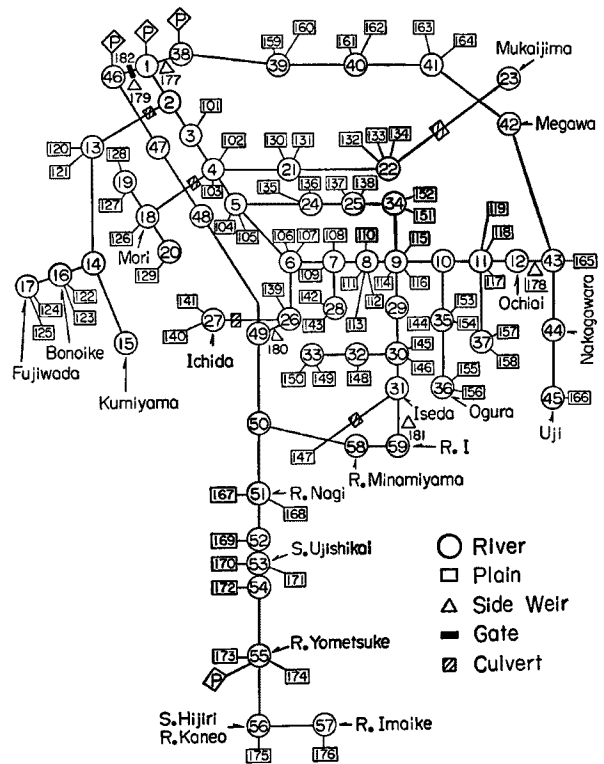 P P P
159 160 161 162 163 164
182 1 38 39 40 41 Mukaijima
46 177 23
179 2
101 42 Megawa
3
120 13 47 102 130 131 132 133 134
121 128 4 21 22
19 103 135 136 137 138 152
127 18 48 5 24 25 34 151
126 Mori 104 105 119
20 106 107 108 110 115 118
129 6 7 8 9 10 11 12 43 165
17 16 14 109 111 114 116 117 Ochiai 178
122 139 142 112 153
124 123 141 26 28 113 29 35 157 Nakagawara
125 27 143 144 154 37 44
Bonoike 140 49 180 145 158
Fujiwada 15 Ichida 33 32 30 155
150 149 148 146 36 156
Kumiyama 31 Iseda Ogura 45 166
Uji
50 147 181
58 59 R.I
R.Minamiyama
167 51 R.Nagi
168
169 52
170 53 S.Ujishikai
171
172 54
River
Plain
Side Weir
Gate
Culvert
173 55 R.Yometsuke
P 174
S.Hijiri
R.Kaneo 56 57 R.Imaike
175 176